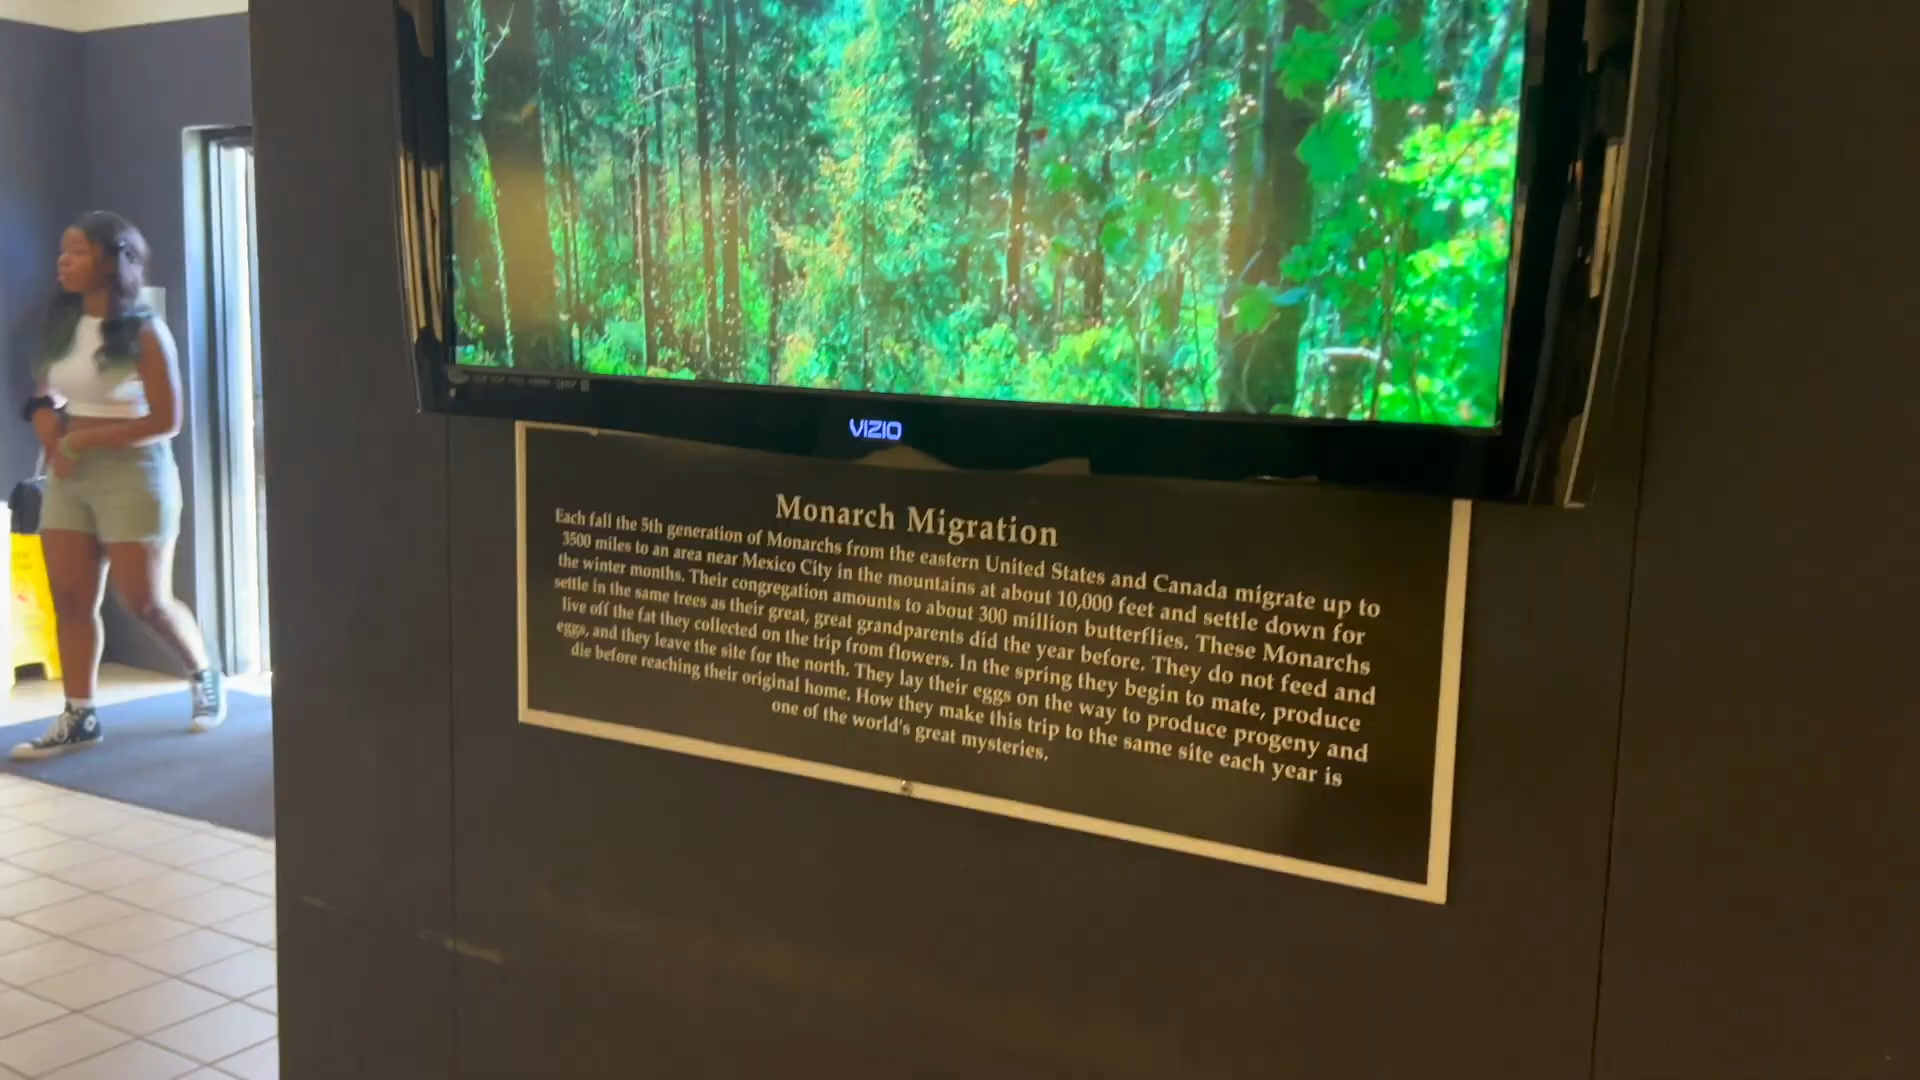 VIZIO
Monarch Migration
Each fall the 5th generation of Monarchs from the eastern United States and Canada migrate up to
3500 miles to an area near Mexico City in the mountains at about 10,000 feet and settle down for
the winter months. Their congregation amounts to about 300 million butterflies. These Monarchs
settle in the same trees as their great, great grandparents did the year before. They do not feed and
live off the fat they collected on the trip from flowers. In the spring they begin to mate, produce
eggs, and they leave the site for the north. They lay their eggs on the way to produce progeny and
die before reaching their original home. How they make this trip to the same site each year is
one of the world's great mysteries.